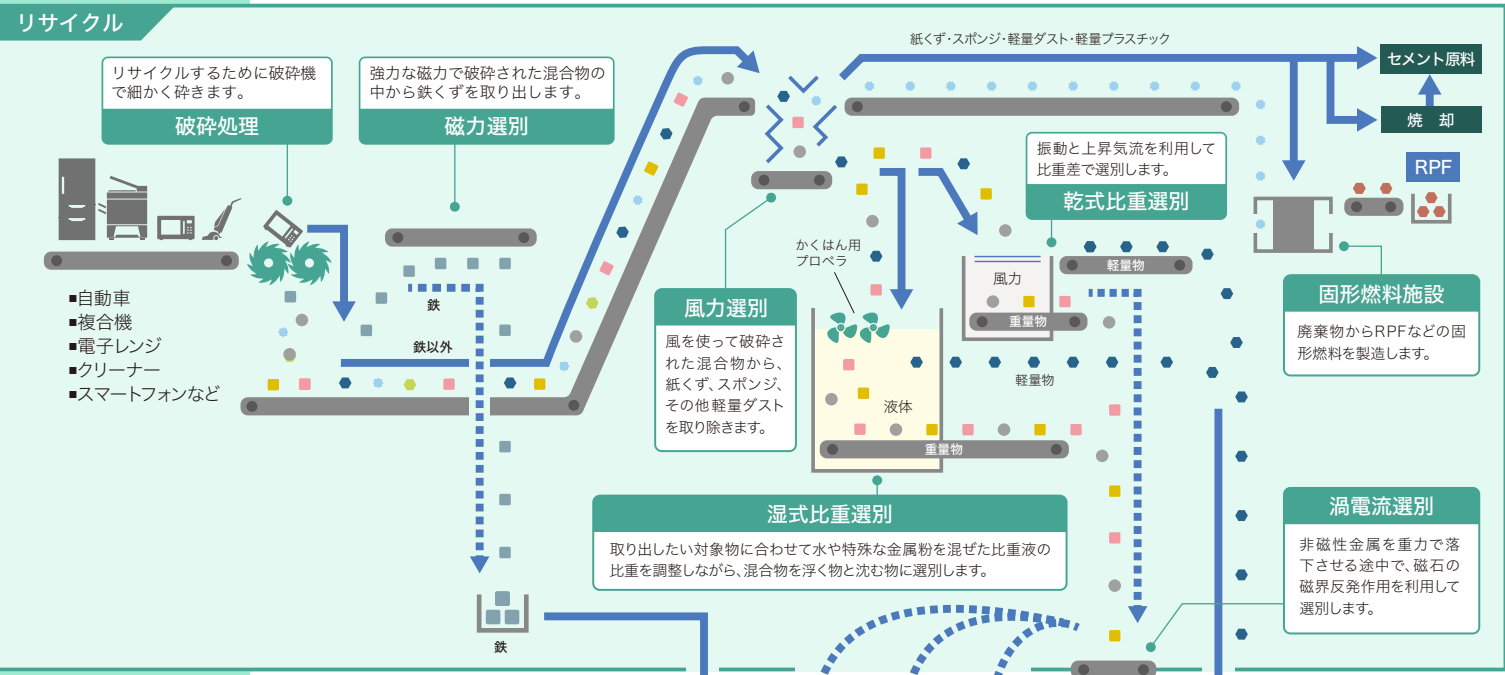 リサイクル
リサイクルするために破砕機
で細かく砕きます。
破砕処理
強力な磁力で破砕された混合物の
中から鉄くずを取り出します。
磁力選別
■自動車
■複合機
■電子レンジ
■クリーナー
■スマートフォンなど
鉄
鉄以外
鉄
紙くず・スポンジ・軽量ダスト・軽量プラスチック
セメント原料
焼 却
RPF
風力選別
風を使って破砕さ
れた混合物から、
紙くず、スポンジ、
その他軽量ダスト
を取り除きます。
かくはん用
プロペラ
液体
重量物
軽量物
振動と上昇気流を利用して
比重差で選別します。
乾式比重選別
風力
重量物
軽量物
固形燃料施設
廃棄物からRPFなどの固
形燃料を製造します。
湿式比重選別
取り出したい対象物に合わせて水や特殊な金属粉を混ぜた比重液の
比重を調整しながら、混合物を浮く物と沈む物に選別します。
渦電流選別
非磁性金属を重力で落
下させる途中で、磁石の
磁界反発作用を利用して
選別します。